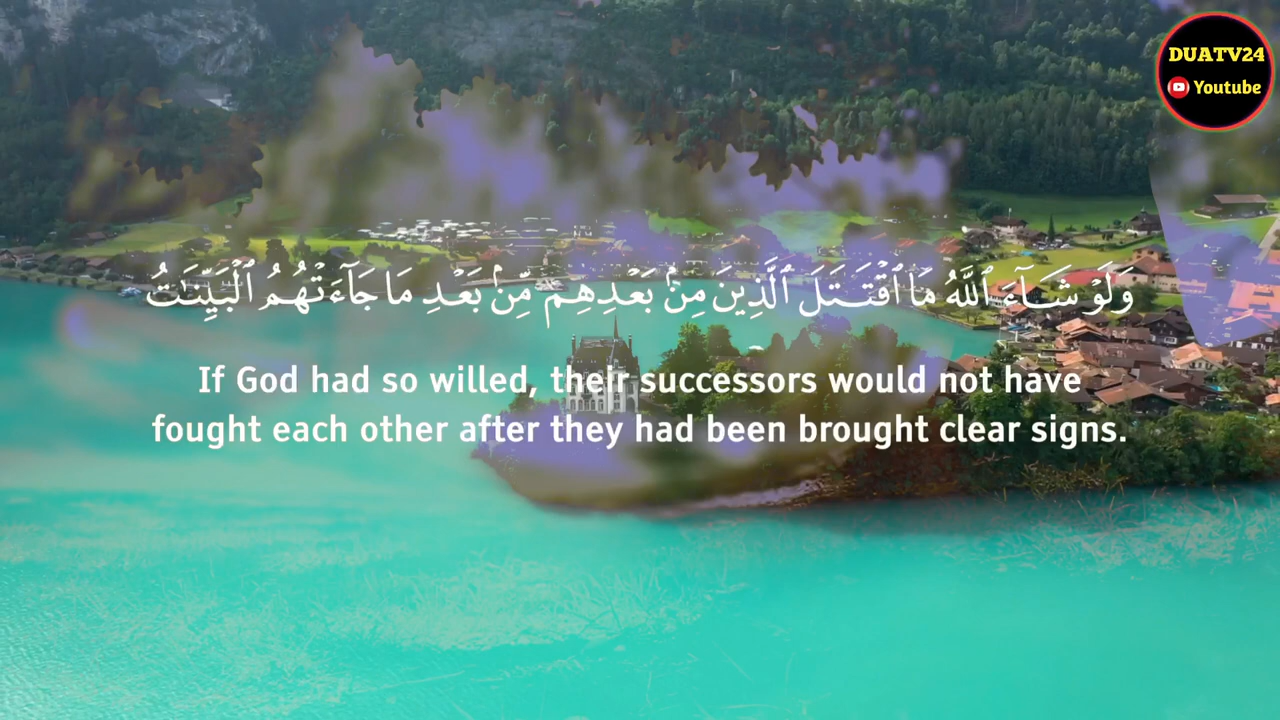 DUATV24
Youtube
وَلَوْ شَآءَ ٱللَّهُ مَا ٱقْتَتَلَ ٱلَّذِينَ مِنۢ بَعْدِهِم مِّنۢ بَعْدِ مَا جَآءَتْهُمُ ٱلْبَيِّنَـٰتُ
If God had so willed, their successors would not have
fought each other after they had been brought clear signs.